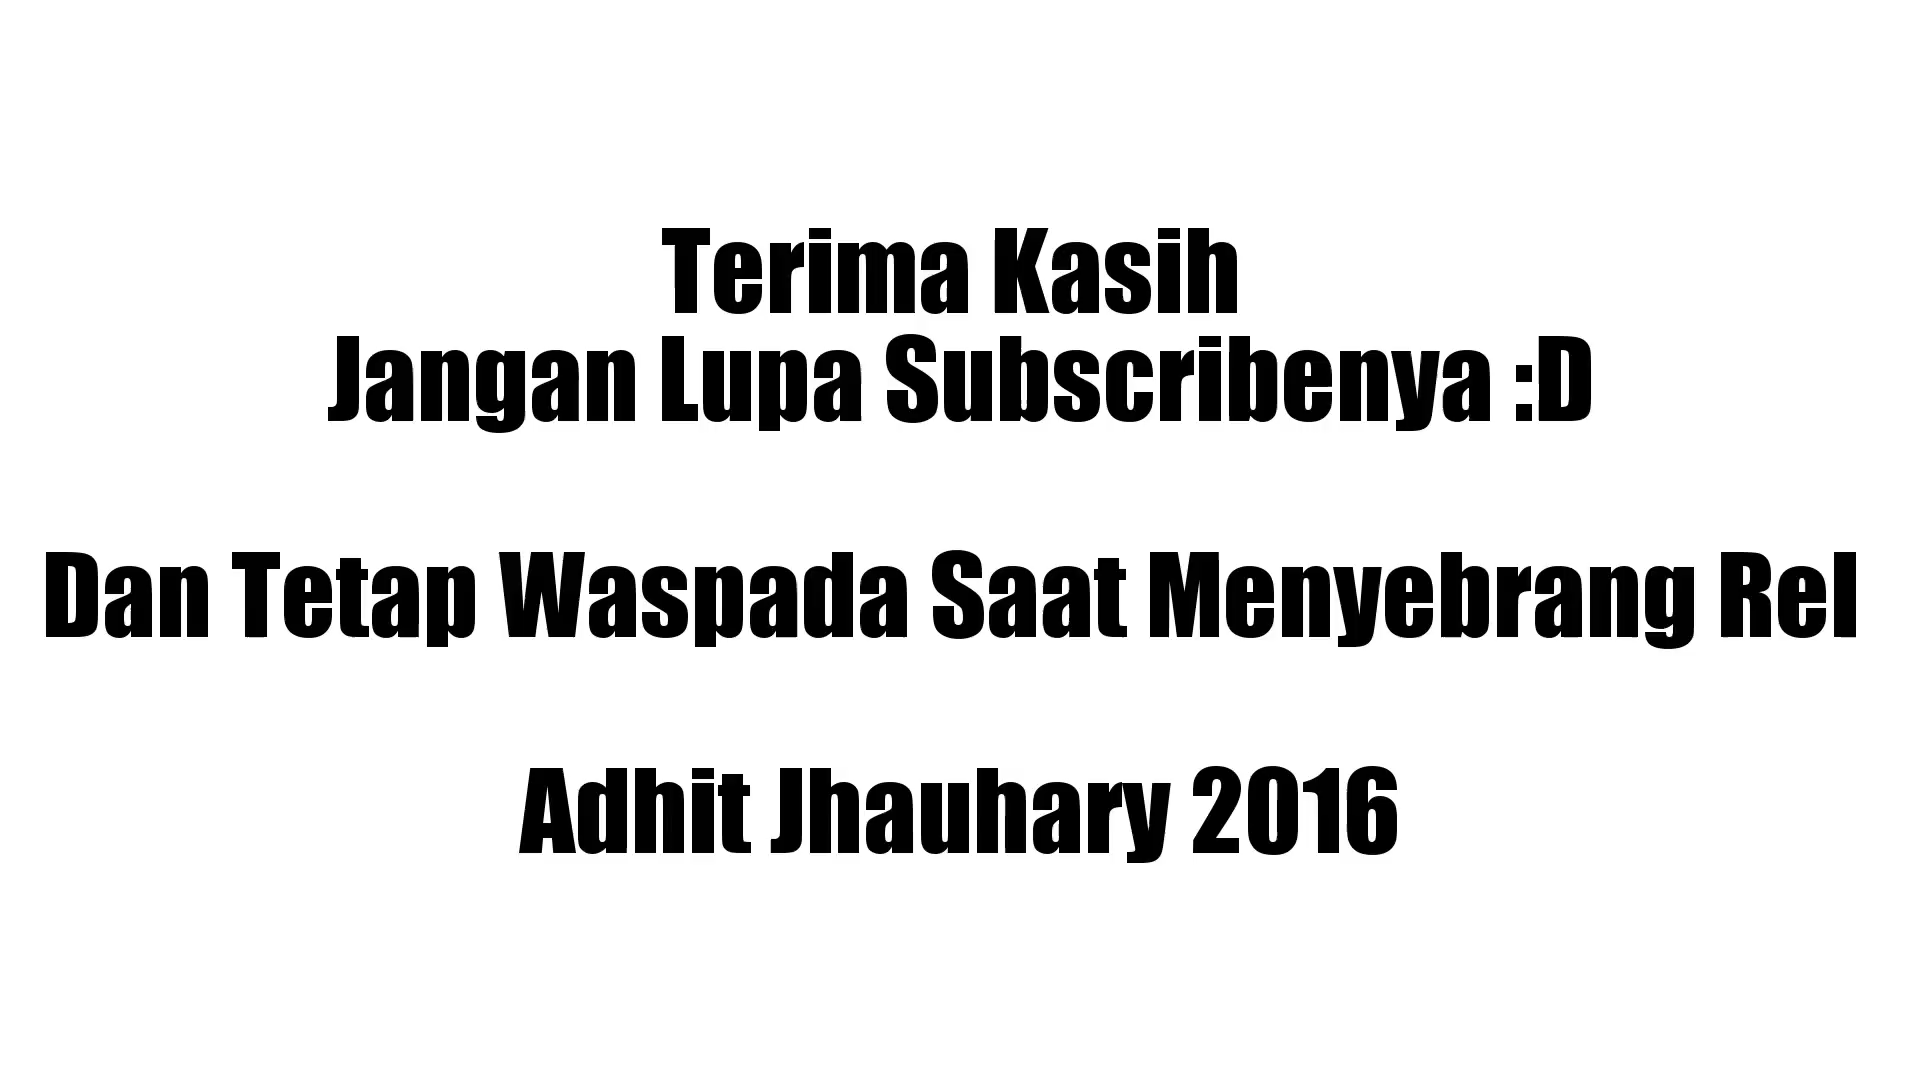 Terima Kasih
Jangan Lupa Subscribenya :D
Dan Tetap Waspada Saat Menyebrang Rel
Adhit Jhauhary 2016